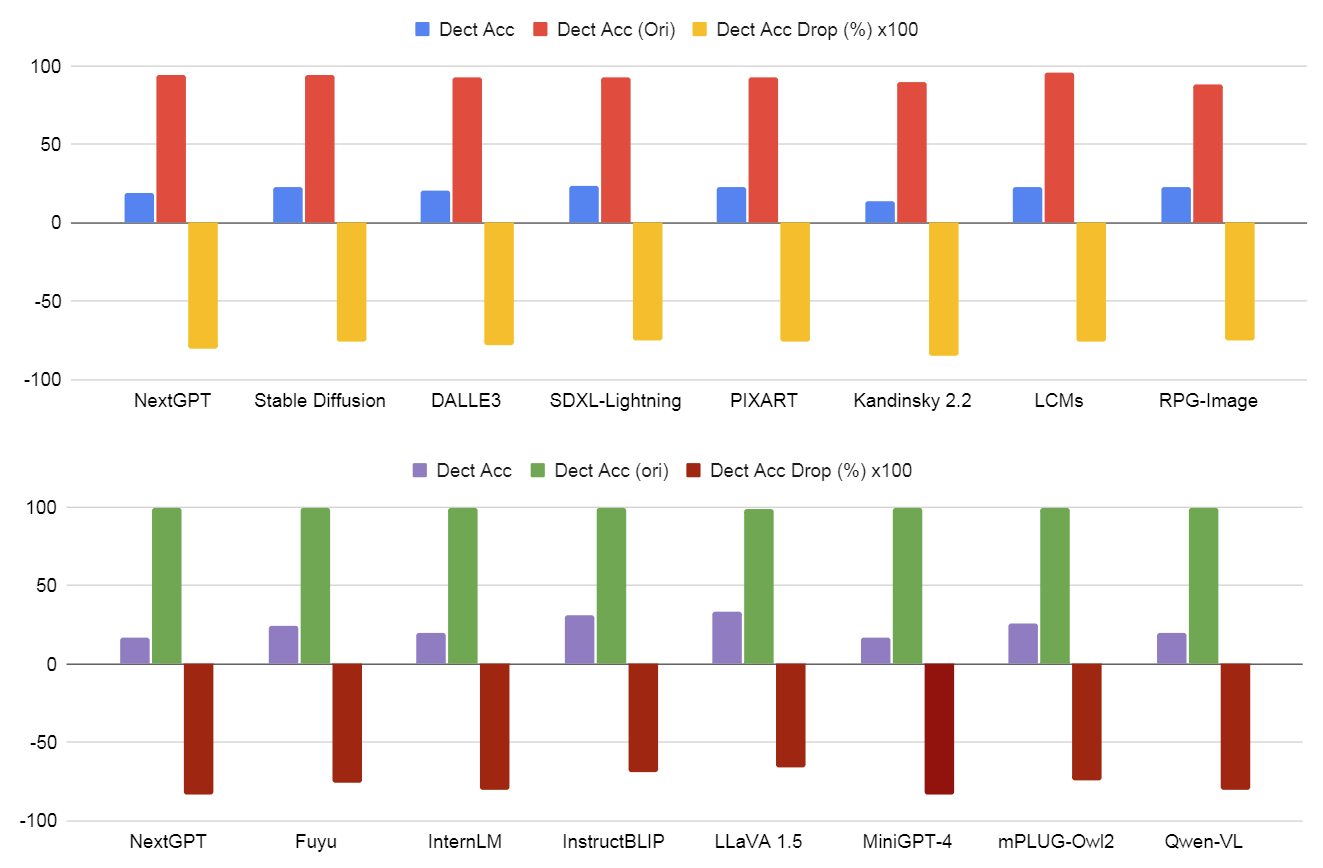 Dect Acc Dect Acc (Ori) Dect Acc Drop (%) x100
100
50
0
-50
-100
NextGPT Stable Diffusion DALLE3 SDXL-Lightning PIXART Kandinsky 2.2 LCMs RPG-Image
Dect Acc Dect Acc (ori) Dect Acc Drop (%) x100
100
50
0
-50
-100
NextGPT Fuyu InternLM InstructBLIP LLaVA 1.5 MiniGPT-4 mPLUG-Owl2 Qwen-VL